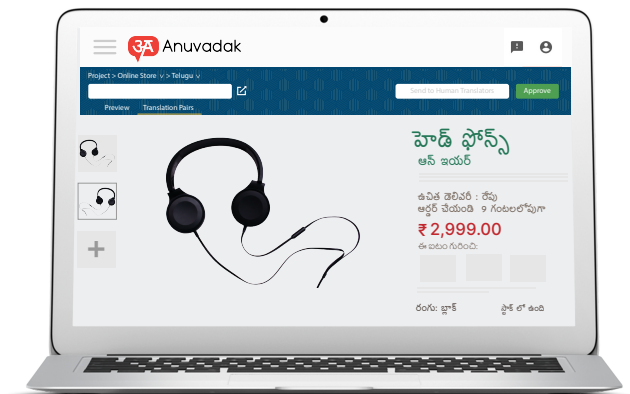 अA Anuvadak
Project > Online Store ∨ > Telugu ∨
Send to Human Translators
Approve
Preview Translation Pairs
హెడ్ ఫోన్స్
ఆన్ ఇయర్
ఉచిత డెలివరీ : రేపు
ఆర్డర్ చేయండి 9 గంటలలోపుగా
₹ 2,999.00
ఈ ఐటం గురించి:
రంగు: బ్లాక్
స్టాక్ లో ఉంది